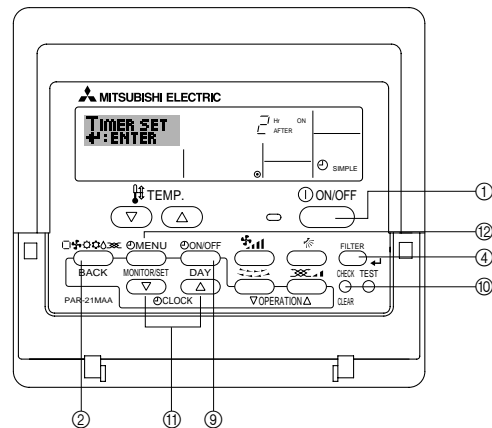 MITSUBISHI ELECTRIC
TIMER SET
↵:ENTER
2 Hr ON
AFTER
SIMPLE
TEMP.
ON/OFF
①
⑫
MENU
ON/OFF
FILTER
④
BACK
MONITOR/SET
DAY
CHECK TEST
⑩
PAR-21MAA
CLOCK
▽OPERATION△
CLEAR
②
⑪
⑨